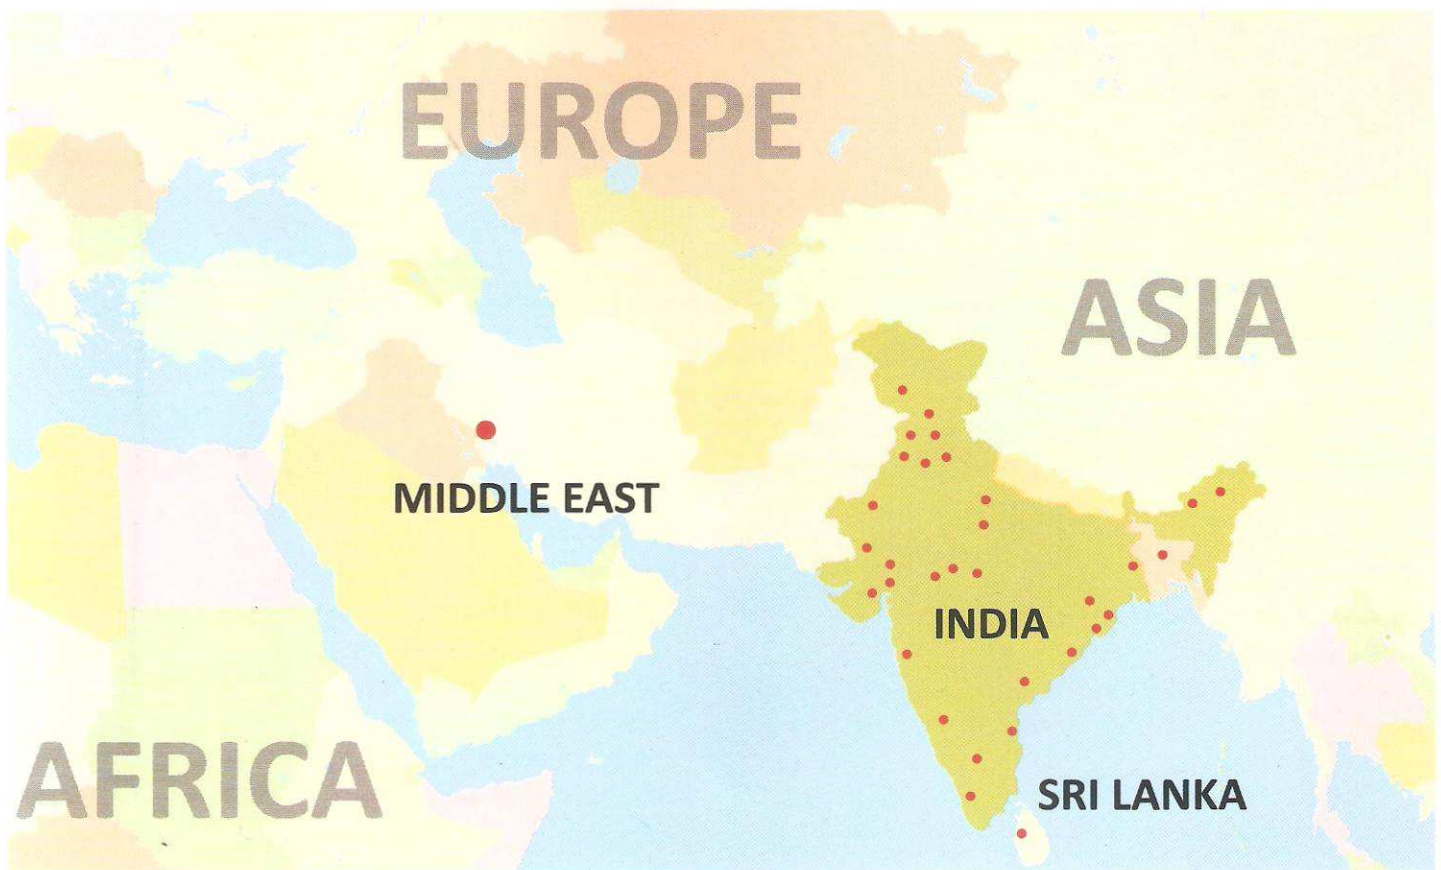 EUROPE
ASIA
MIDDLE EAST
INDIA
AFRICA
SRI LANKA